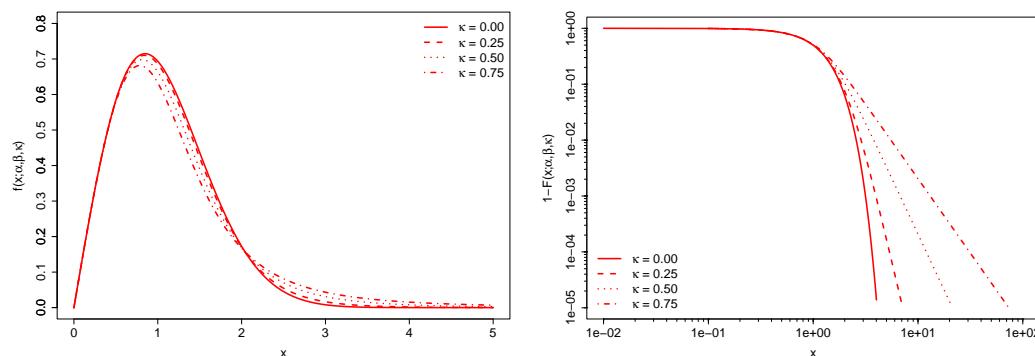 f(x;α,β,κ)
0.0 0.1 0.2 0.3 0.4 0.5 0.6 0.7 0.8
κ = 0.00
κ = 0.25
κ = 0.50
κ = 0.75
0 1 2 3 4 5
x
1−F(x;α,β,κ)
1e−05 1e−04 1e−03 1e−02 1e−01 1e+00
κ = 0.00
κ = 0.25
κ = 0.50
κ = 0.75
1e−02 1e−01 1e+00 1e+01 1e+02
x